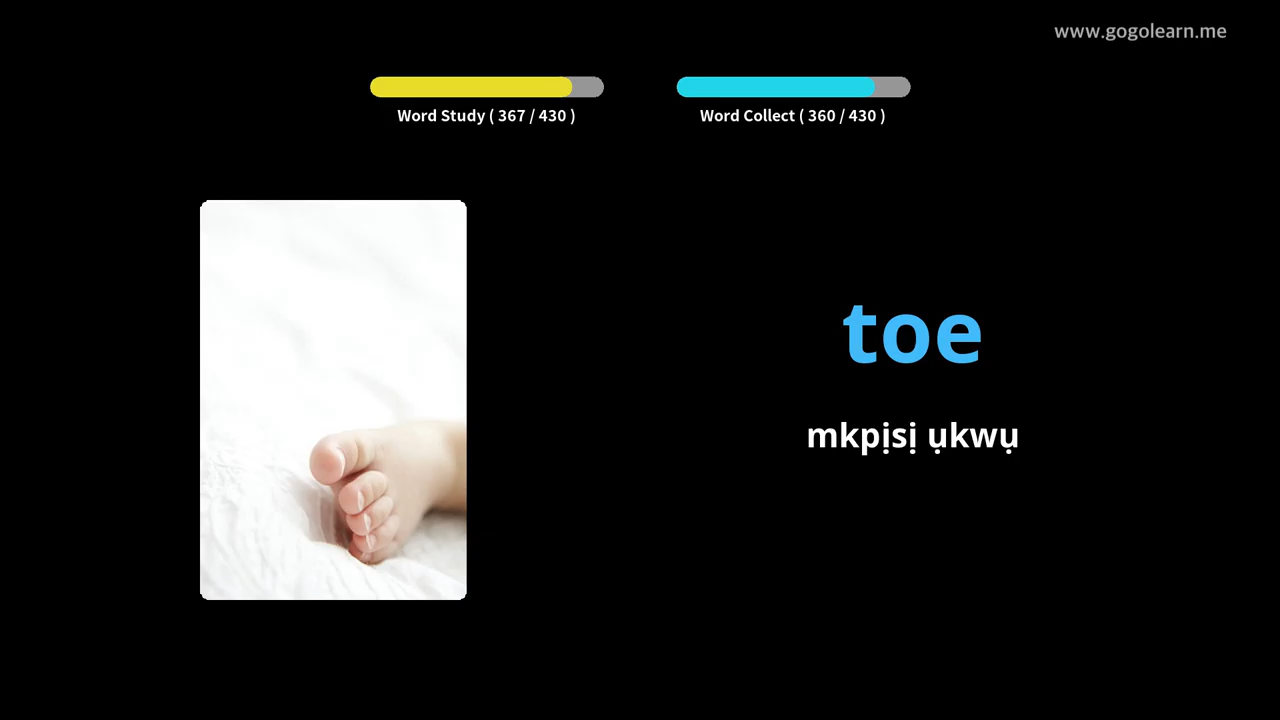 www.gogolearn.me
Word Study ( 367 / 430 )
Word Collect ( 360 / 430 )
toe
mkpịsị ụkwụ